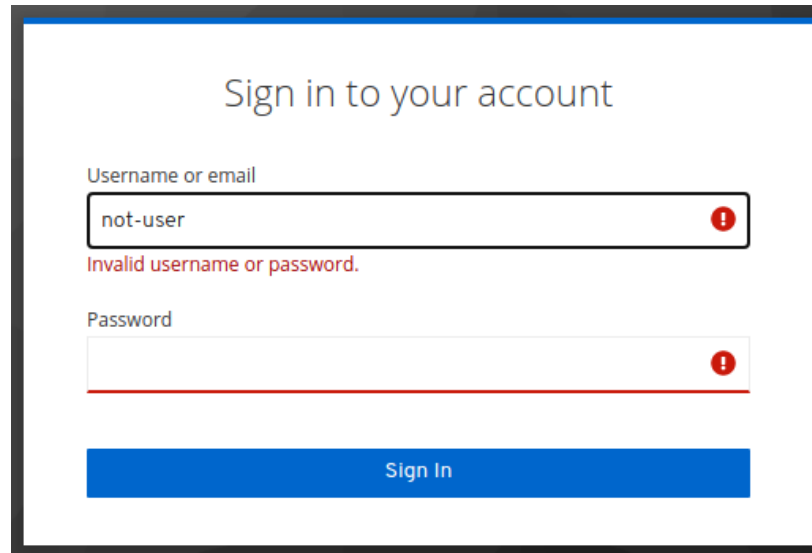 Sign in to your account
Username or email
not-user
Invalid username or password.
Password
Sign In